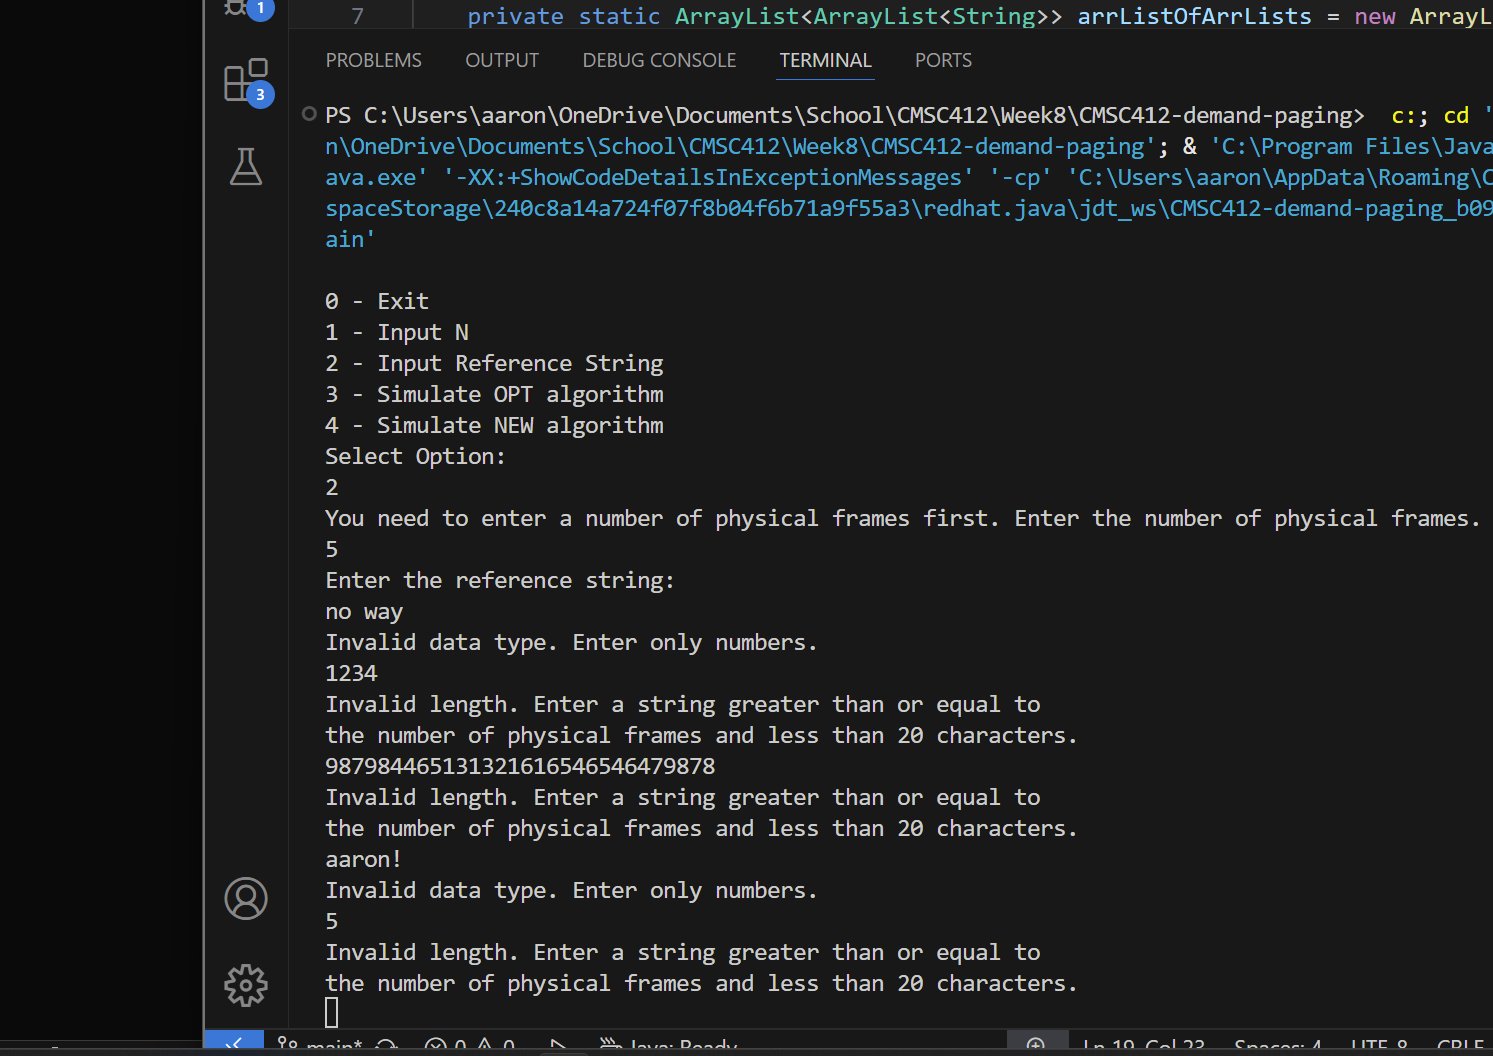 1
7 private static ArrayList<ArrayList<String>> arrListOfArrLists = new ArrayL
PROBLEMS OUTPUT DEBUG CONSOLE TERMINAL PORTS
3
PS C:\Users\aaron\OneDrive\Documents\School\CMSC412\Week8\CMSC412-demand-paging> c:; cd '
n\OneDrive\Documents\School\CMSC412\Week8\CMSC412-demand-paging'; & 'C:\Program Files\Java
ava.exe' '-XX:+ShowCodeDetailsInExceptionMessages' '-cp' 'C:\Users\aaron\AppData\Roaming\C
spaceStorage\240c8a14a724f07f8b04f6b71a9f55a3\redhat.java\jdt_ws\CMSC412-demand-paging_b09
ain'
0 - Exit
1 - Input N
2 - Input Reference String
3 - Simulate OPT algorithm
4 - Simulate NEW algorithm
Select Option:
2
You need to enter a number of physical frames first. Enter the number of physical frames.
5
Enter the reference string:
no way
Invalid data type. Enter only numbers.
1234
Invalid length. Enter a string greater than or equal to
the number of physical frames and less than 20 characters.
987984465131321616546546479878
Invalid length. Enter a string greater than or equal to
the number of physical frames and less than 20 characters.
aaron!
Invalid data type. Enter only numbers.
5
Invalid length. Enter a string greater than or equal to
the number of physical frames and less than 20 characters.
main* 0 0 Java: Ready Ln 19, Col 23 Spaces: 4 UTF-8 CRLF